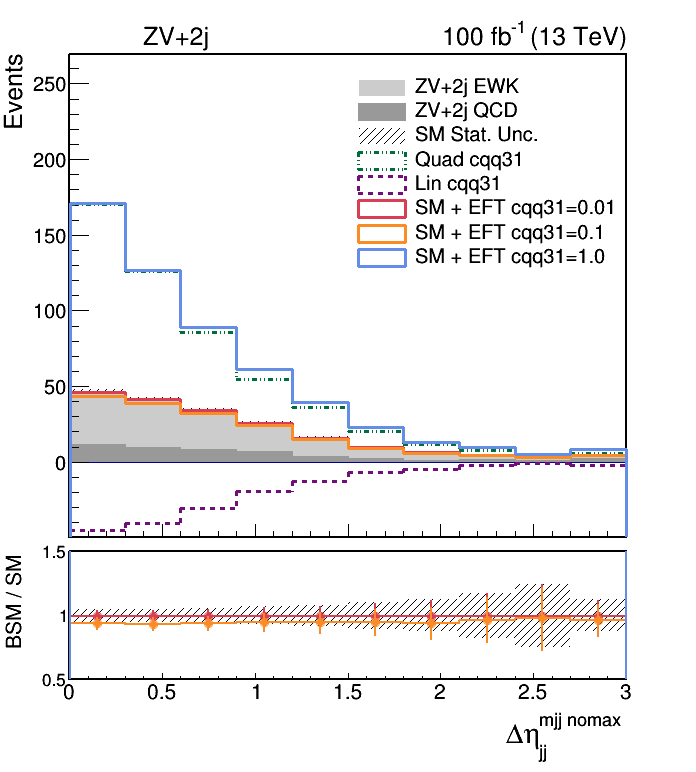 ZV+2j 100 fb⁻¹ (13 TeV)
Events
250
200
150
100
50
0
ZV+2j EWK
ZV+2j QCD
SM Stat. Unc.
Quad cqq31
Lin cqq31
SM + EFT cqq31=0.01
SM + EFT cqq31=0.1
SM + EFT cqq31=1.0
BSM / SM
1.5
1
0.5
0 0.5 1 1.5 2 2.5 3
Δη_jj^mjj nomax